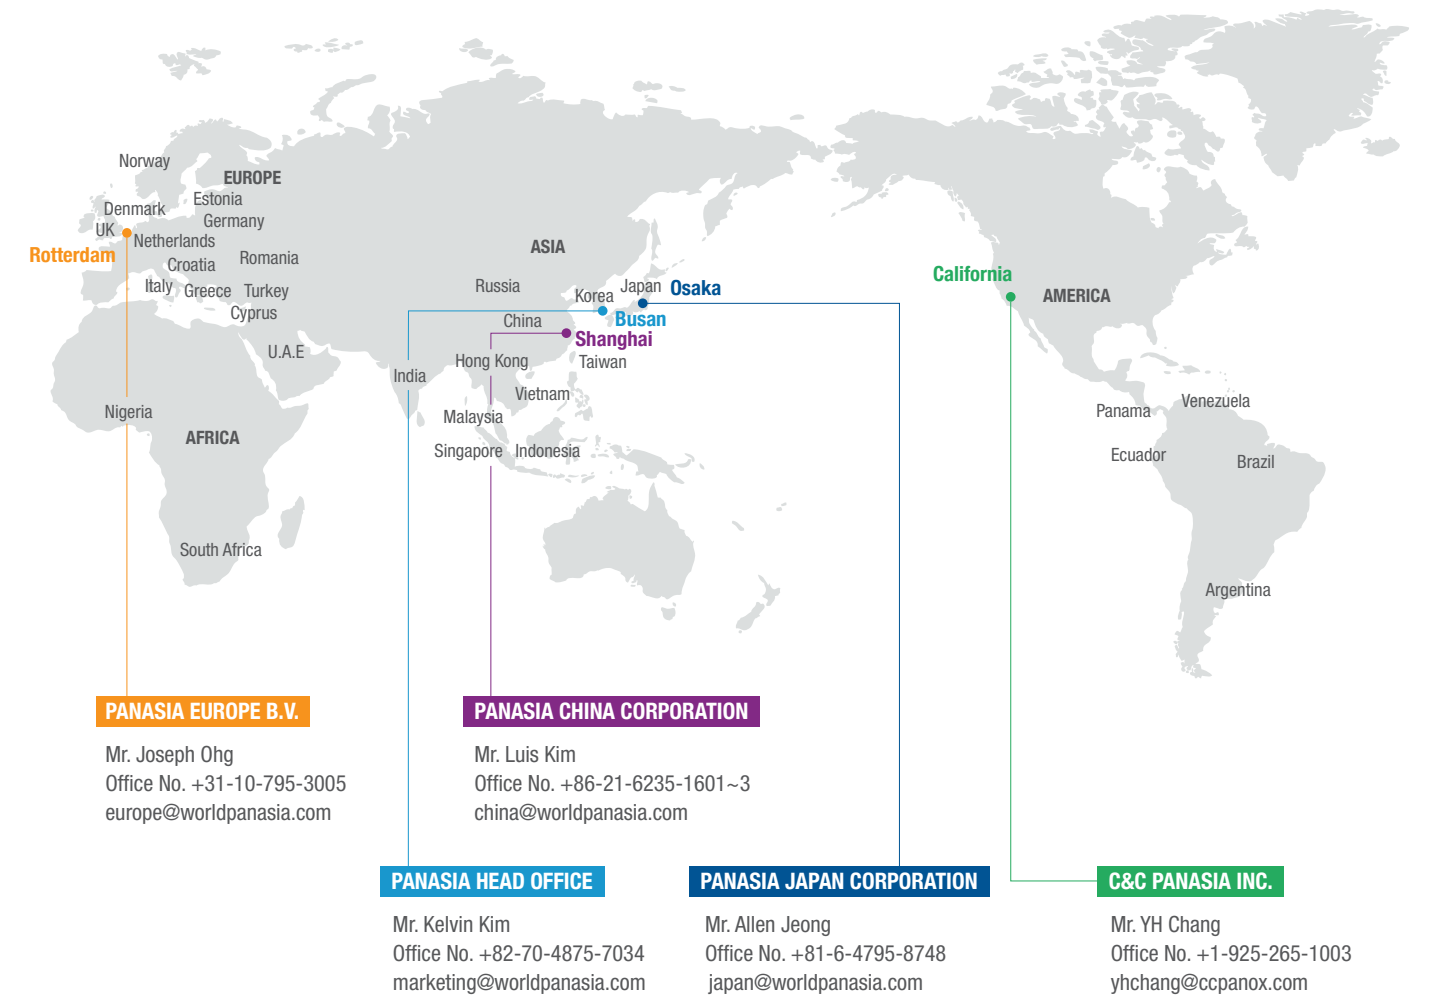 Norway
EUROPE
Estonia
Denmark
Germany
UK
Netherlands
Rotterdam
Croatia
Romania
Italy
Greece
Turkey
Cyprus
U.A.E
Nigeria
AFRICA
South Africa
ASIA
Russia
Korea
Japan
Osaka
China
Busan
Shanghai
Hong Kong
Taiwan
India
Vietnam
Malaysia
Singapore
Indonesia
California
AMERICA
Panama
Venezuela
Ecuador
Brazil
Argentina
PANASIA EUROPE B.V.
Mr. Joseph Ohg
Office No. +31-10-795-3005
europe@worldpanasia.com
PANASIA CHINA CORPORATION
Mr. Luis Kim
Office No. +86-21-6235-1601~3
china@worldpanasia.com
PANASIA HEAD OFFICE
Mr. Kelvin Kim
Office No. +82-70-4875-7034
marketing@worldpanasia.com
PANASIA JAPAN CORPORATION
Mr. Allen Jeong
Office No. +81-6-4795-8748
japan@worldpanasia.com
C&C PANASIA INC.
Mr. YH Chang
Office No. +1-925-265-1003
yhchang@ccpanox.com